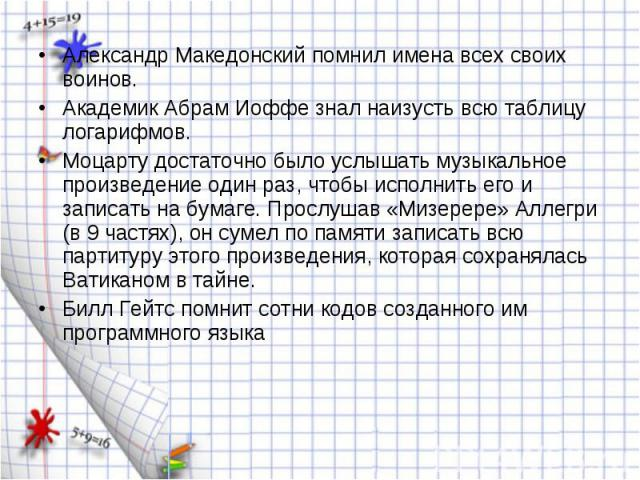 4+15=19
• Александр Македонский помнил имена всех своих
воинов.
• Академик Абрам Иоффе знал наизусть всю таблицу
логарифмов.
• Моцарту достаточно было услышать музыкальное
произведение один раз, чтобы исполнить его и
записать на бумаге. Прослушав «Мизерере» Аллегри
(в 9 частях), он сумел по памяти записать всю
партитуру этого произведения, которая сохранялась
Ватиканом в тайне.
• Билл Гейтс помнит сотни кодов созданного им
программного языка
5+9=16